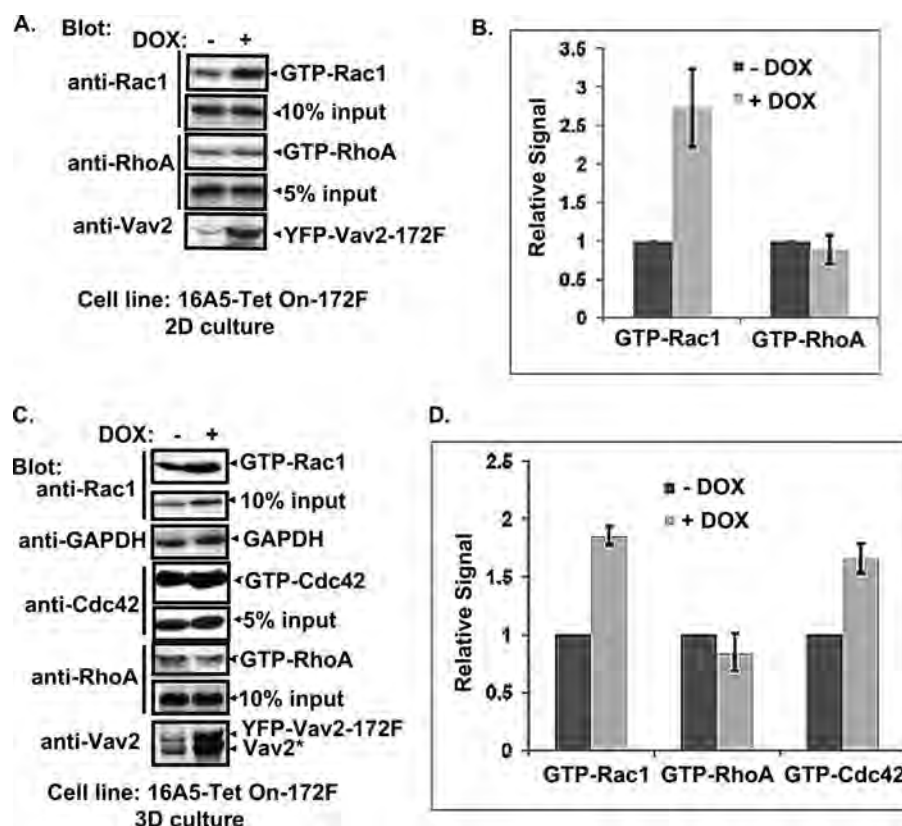 A.
Blot:
DOX: - +
anti-Rac1
GTP-Rac1
10% input
anti-RhoA
GTP-RhoA
5% input
anti-Vav2
YFP-Vav2-172F
Cell line: 16A5-Tet On-172F
2D culture
B.
3.5
3
2.5
2
1.5
1
0.5
0
Relative Signal
- DOX
+ DOX
GTP-Rac1
GTP-RhoA
C.
DOX: - +
Blot:
anti-Rac1
GTP-Rac1
10% input
anti-GAPDH
GAPDH
anti-Cdc42
GTP-Cdc42
5% input
anti-RhoA
GTP-RhoA
10% input
anti-Vav2
YFP-Vav2-172F
Vav2*
Cell line: 16A5-Tet On-172F
3D culture
D.
2.5
2
1.5
1
0.5
0
Relative Signal
- DOX
+ DOX
GTP-Rac1
GTP-RhoA
GTP-Cdc42